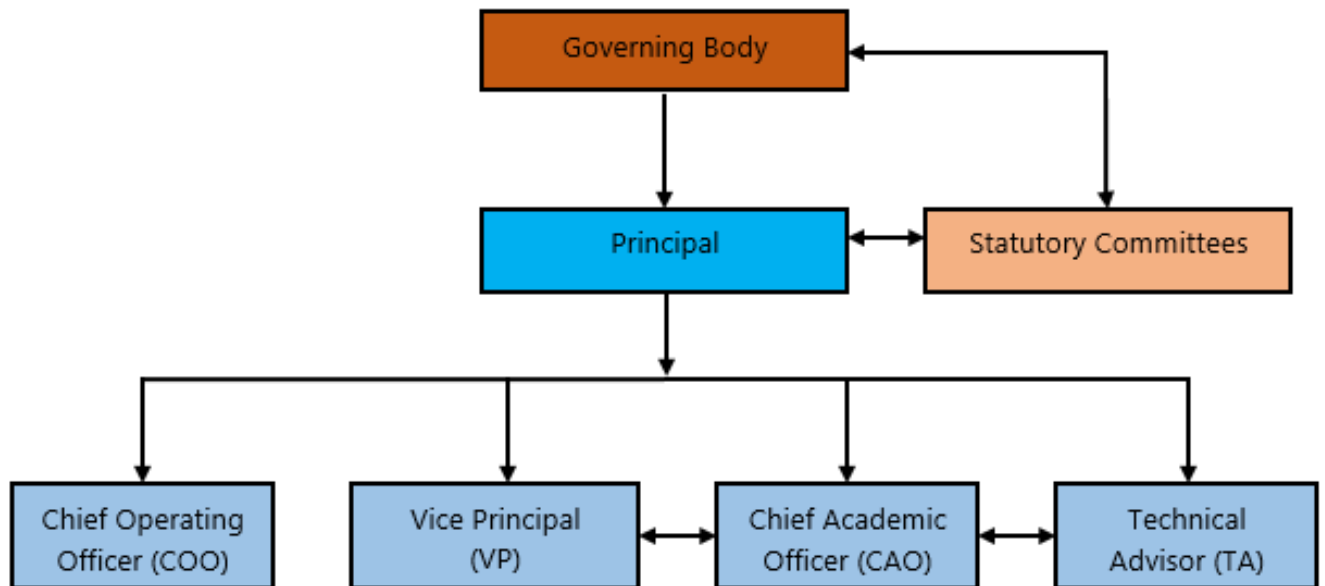 Governing Body
Principal
Statutory Committees
Chief Operating
Officer (COO)
Vice Principal
(VP)
Chief Academic
Officer (CAO)
Technical
Advisor (TA)